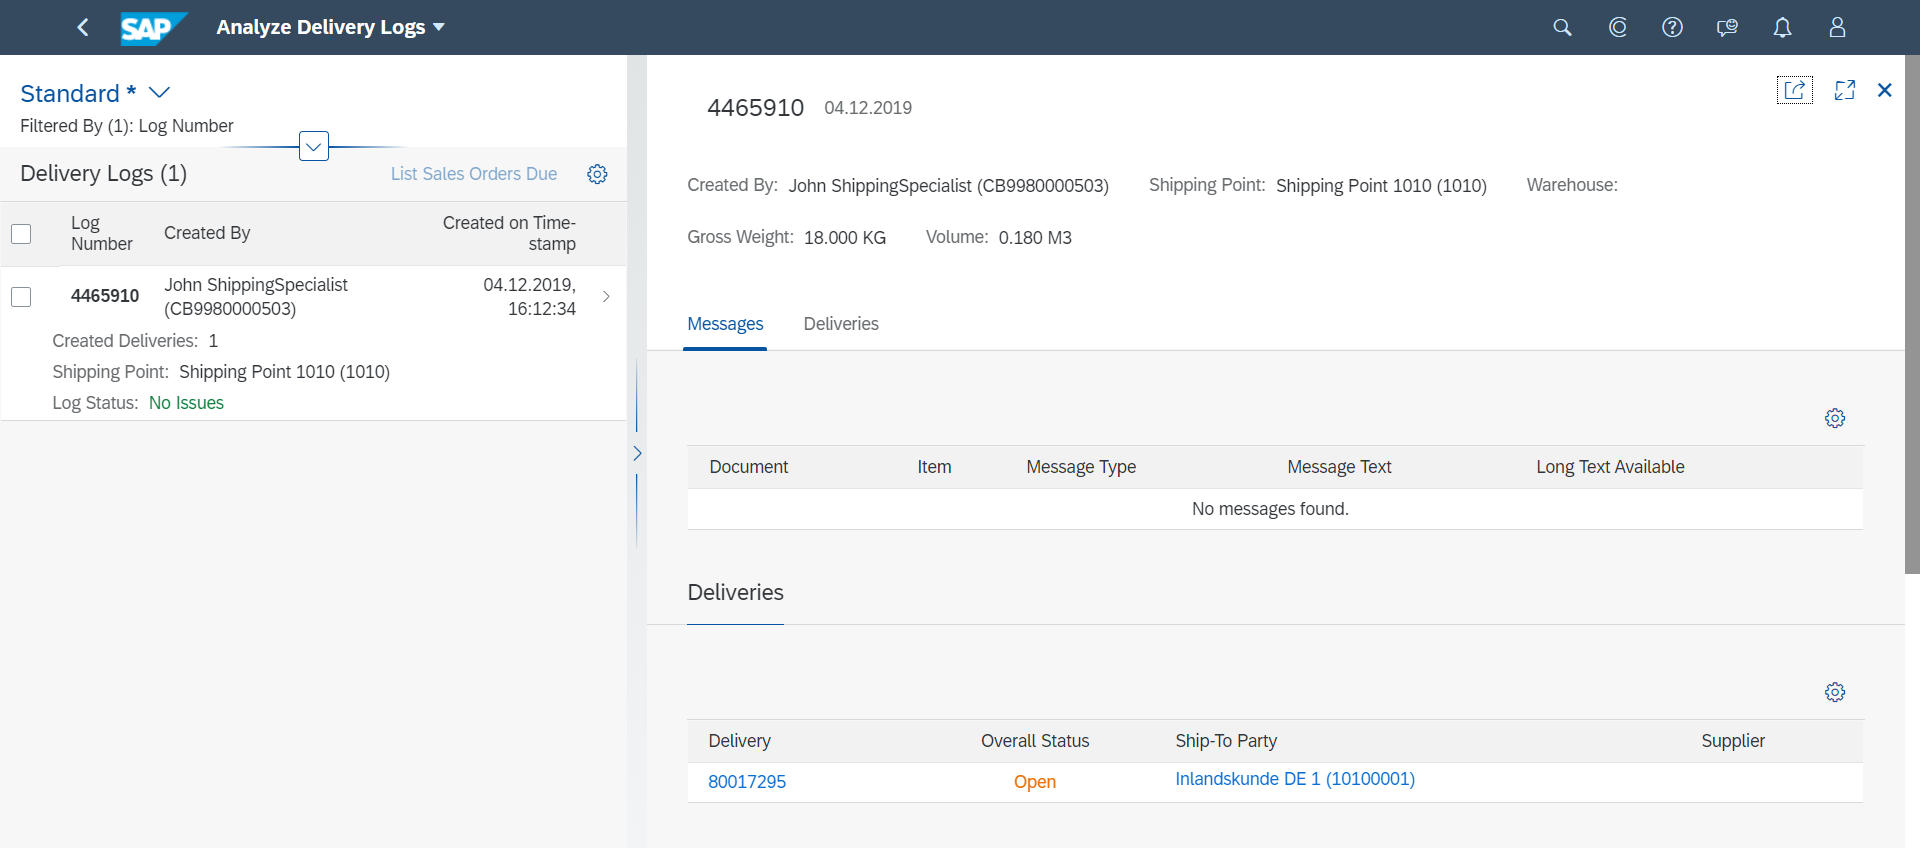 SAP Analyze Delivery Logs
Standard *
Filtered By (1): Log Number
Delivery Logs (1) List Sales Orders Due
Log Number Created By Created on Time-
stamp
4465910 John ShippingSpecialist (CB9980000503) 04.12.2019, 16:12:34
Created Deliveries: 1
Shipping Point: Shipping Point 1010 (1010)
Log Status: No Issues
4465910 04.12.2019
Created By: John ShippingSpecialist (CB9980000503) Shipping Point: Shipping Point 1010 (1010) Warehouse:
Gross Weight: 18.000 KG Volume: 0.180 M3
Messages Deliveries
Document Item Message Type Message Text Long Text Available
No messages found.
Deliveries
Delivery Overall Status Ship-To Party Supplier
80017295 Open Inlandskunde DE 1 (10100001)